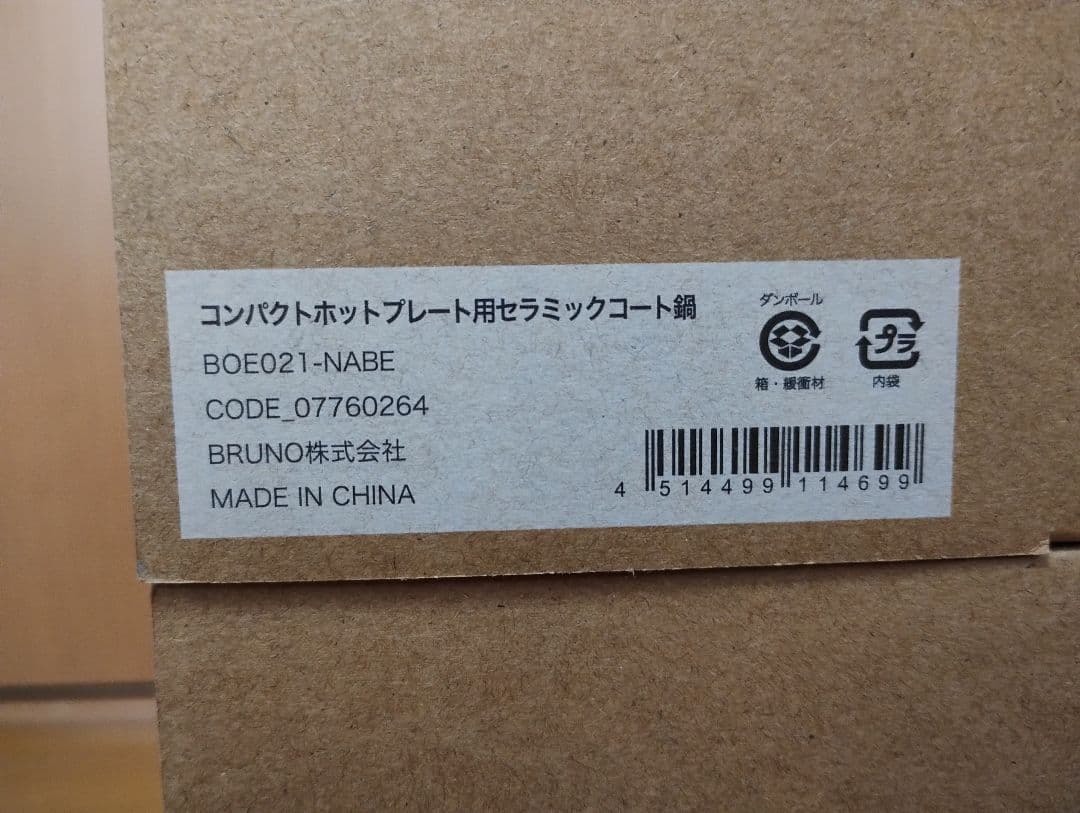 コンパクトホットプレート用セラミックコート鍋
BOE021-NABE
CODE_07760264
BRUNO株式会社
MADE IN CHINA
ダンボール
箱・緩衝材
プラ
内袋
4 514499 114699